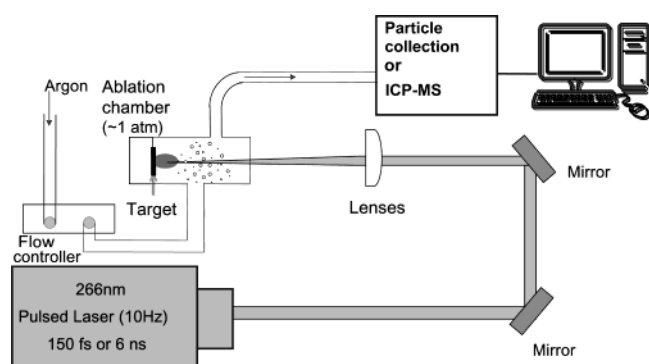 Particle
collection
or
ICP-MS
Argon
Ablation
chamber
(~1 atm)
Mirror
Target
Lenses
Flow
controller
266nm
Pulsed Laser (10Hz)
150 fs or 6 ns
Mirror